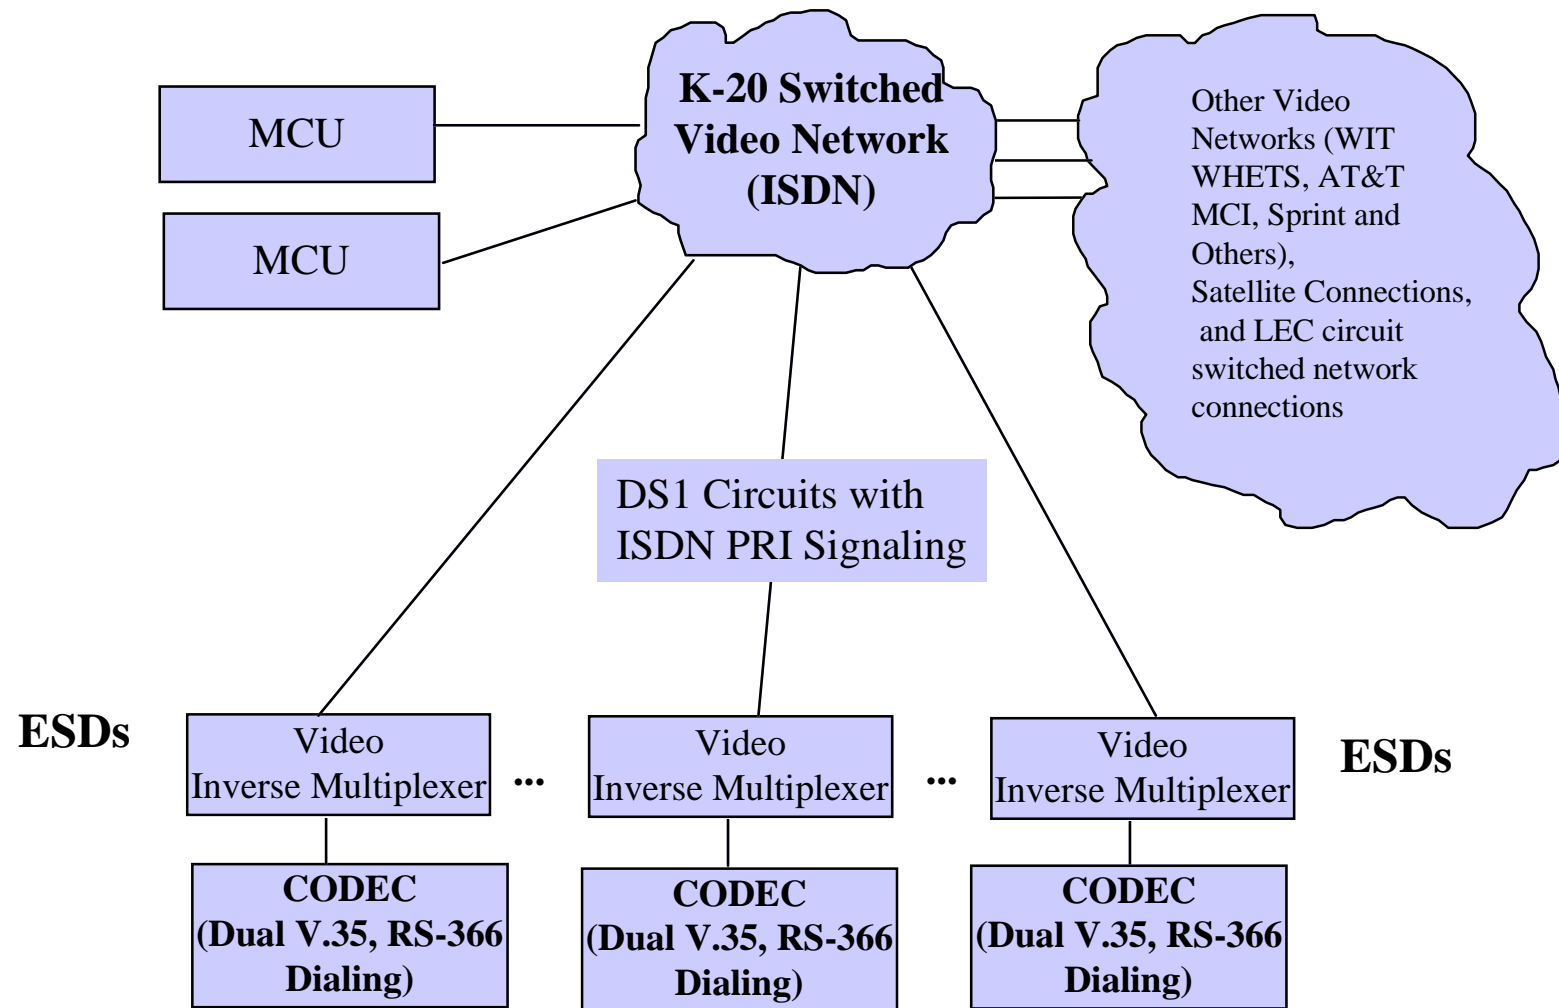 MCU
MCU
K-20 Switched
Video Network
(ISDN)
Other Video
Networks (WIT
WHETS, AT&T
MCI, Sprint and
Others),
Satellite Connections,
and LEC circuit
switched network
connections
DS1 Circuits with
ISDN PRI Signaling
ESDs
Video
Inverse Multiplexer
...
Video
Inverse Multiplexer
...
Video
Inverse Multiplexer
ESDs
CODEC
(Dual V.35, RS-366
Dialing)
CODEC
(Dual V.35, RS-366
Dialing)
CODEC
(Dual V.35, RS-366
Dialing)